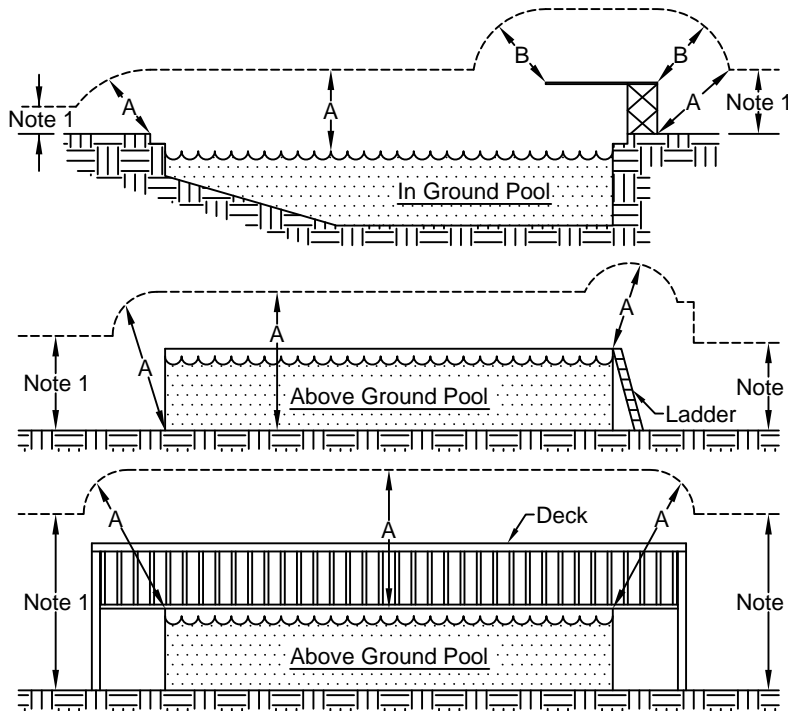 B
B
A
A
A
Note 1
Note 1
In Ground Pool
A
A
A
Note 1
Note
Above Ground Pool
Ladder
Deck
A
A
A
Note 1
Note
Above Ground Pool